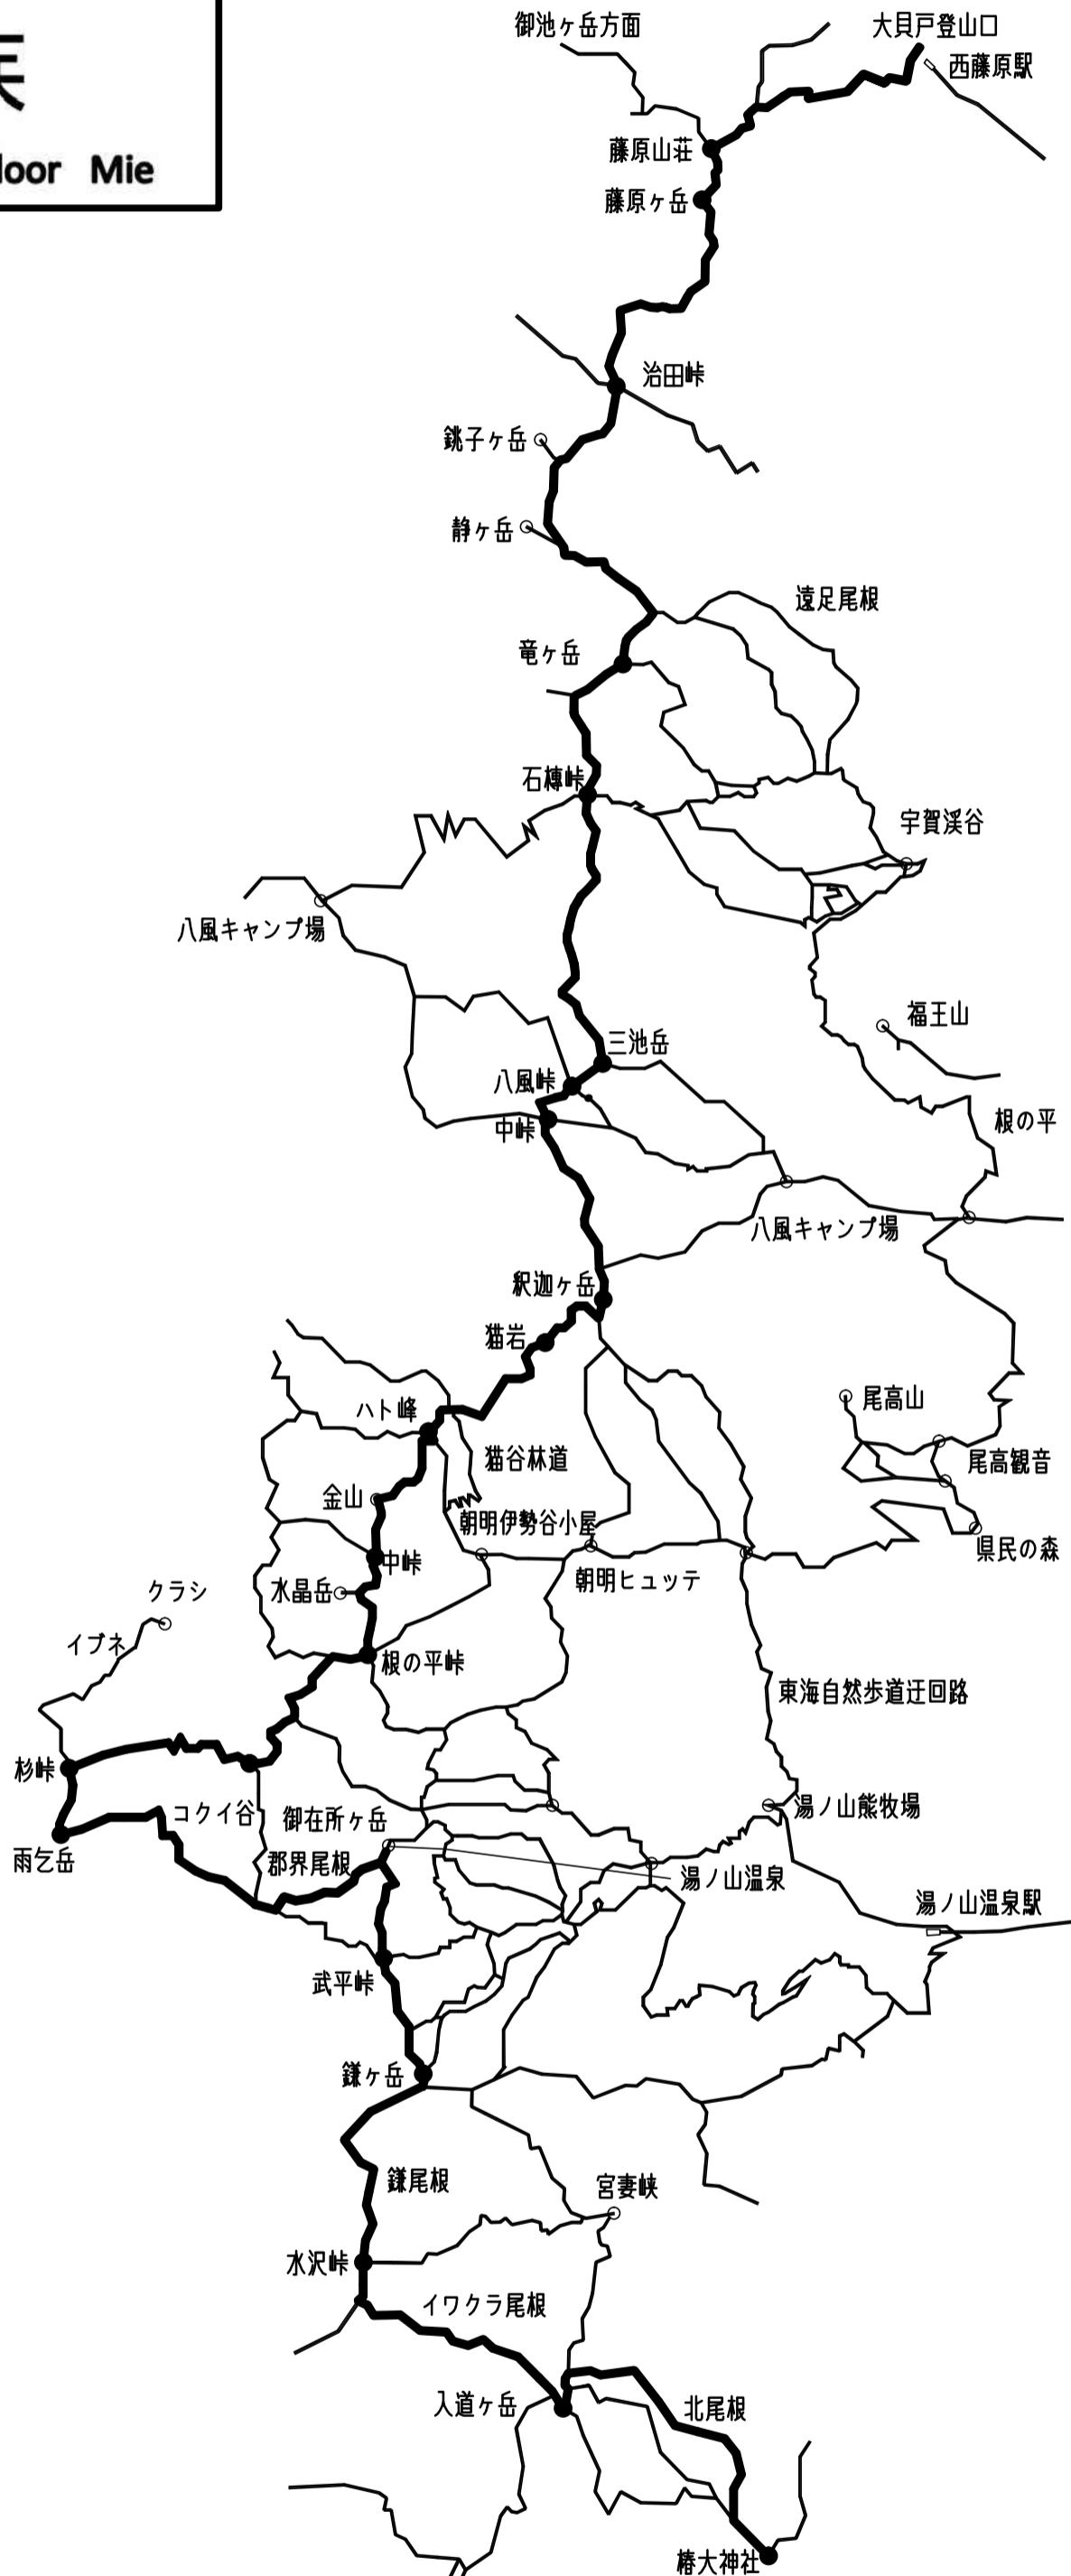 door Mie
御池ヶ岳方面
大貝戸登山口
西藤原駅
藤原山荘
藤原ヶ岳
治田峠
銚子ヶ岳
静ヶ岳
遠足尾根
竜ヶ岳
石榑峠
宇賀渓谷
八風キャンプ場
福王山
三池岳
八風峠
中峠
根の平
八風キャンプ場
釈迦ヶ岳
猫岩
尾高山
ハト峰
猫谷林道
尾高観音
金山
朝明伊勢谷小屋
県民の森
中峠
朝明ヒュッテ
水晶岳
クラシ
イブネ
根の平峠
東海自然歩道迂回路
杉峠
コクイ谷
御在所ヶ岳
湯ノ山熊牧場
雨乞岳
郡界尾根
湯ノ山温泉
湯ノ山温泉駅
武平峠
鎌ヶ岳
鎌尾根
宮妻峡
水沢峠
イワクラ尾根
入道ヶ岳
北尾根
椿大神社